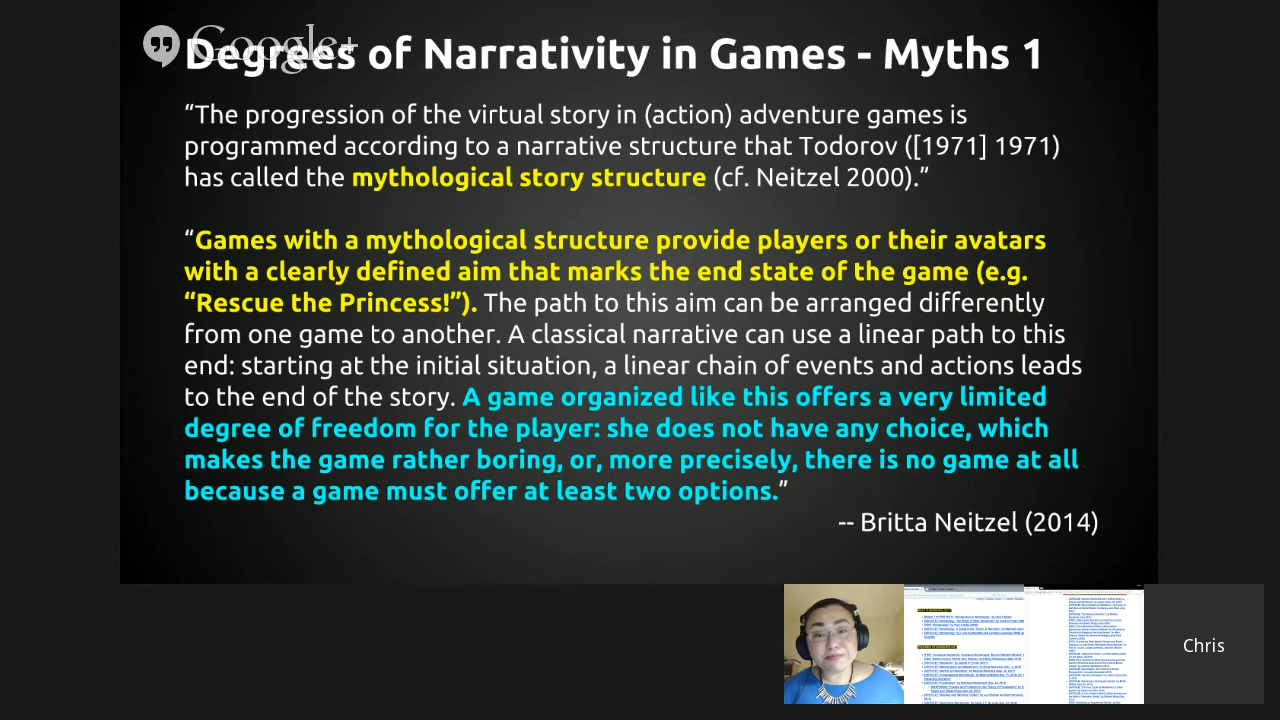 Google+
Degrees of Narrativity in Games - Myths 1
“The progression of the virtual story in (action) adventure games is
programmed according to a narrative structure that Todorov ([1971] 1971)
has called the mythological story structure (cf. Neitzel 2000).”
“Games with a mythological structure provide players or their avatars
with a clearly defined aim that marks the end state of the game (e.g.
“Rescue the Princess!”). The path to this aim can be arranged differently
from one game to another. A classical narrative can use a linear path to this
end: starting at the initial situation, a linear chain of events and actions leads
to the end of the story. A game organized like this offers a very limited
degree of freedom for the player: she does not have any choice, which
makes the game rather boring, or, more precisely, there is no game at all
because a game must offer at least two options.”
-- Britta Neitzel (2014)
Chris